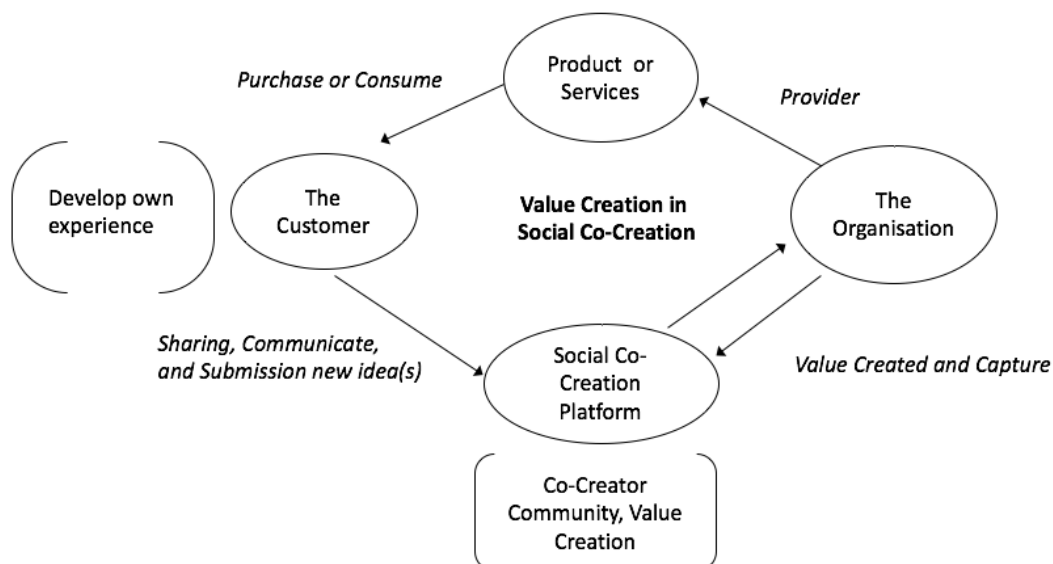 Product or
Services
Purchase or Consume
Provider
Develop own
experience
The
Customer
Value Creation in
Social Co-Creation
The
Organisation
Sharing, Communicate,
and Submission new idea(s)
Social Co-
Creation
Platform
Value Created and Capture
Co-Creator
Community, Value
Creation